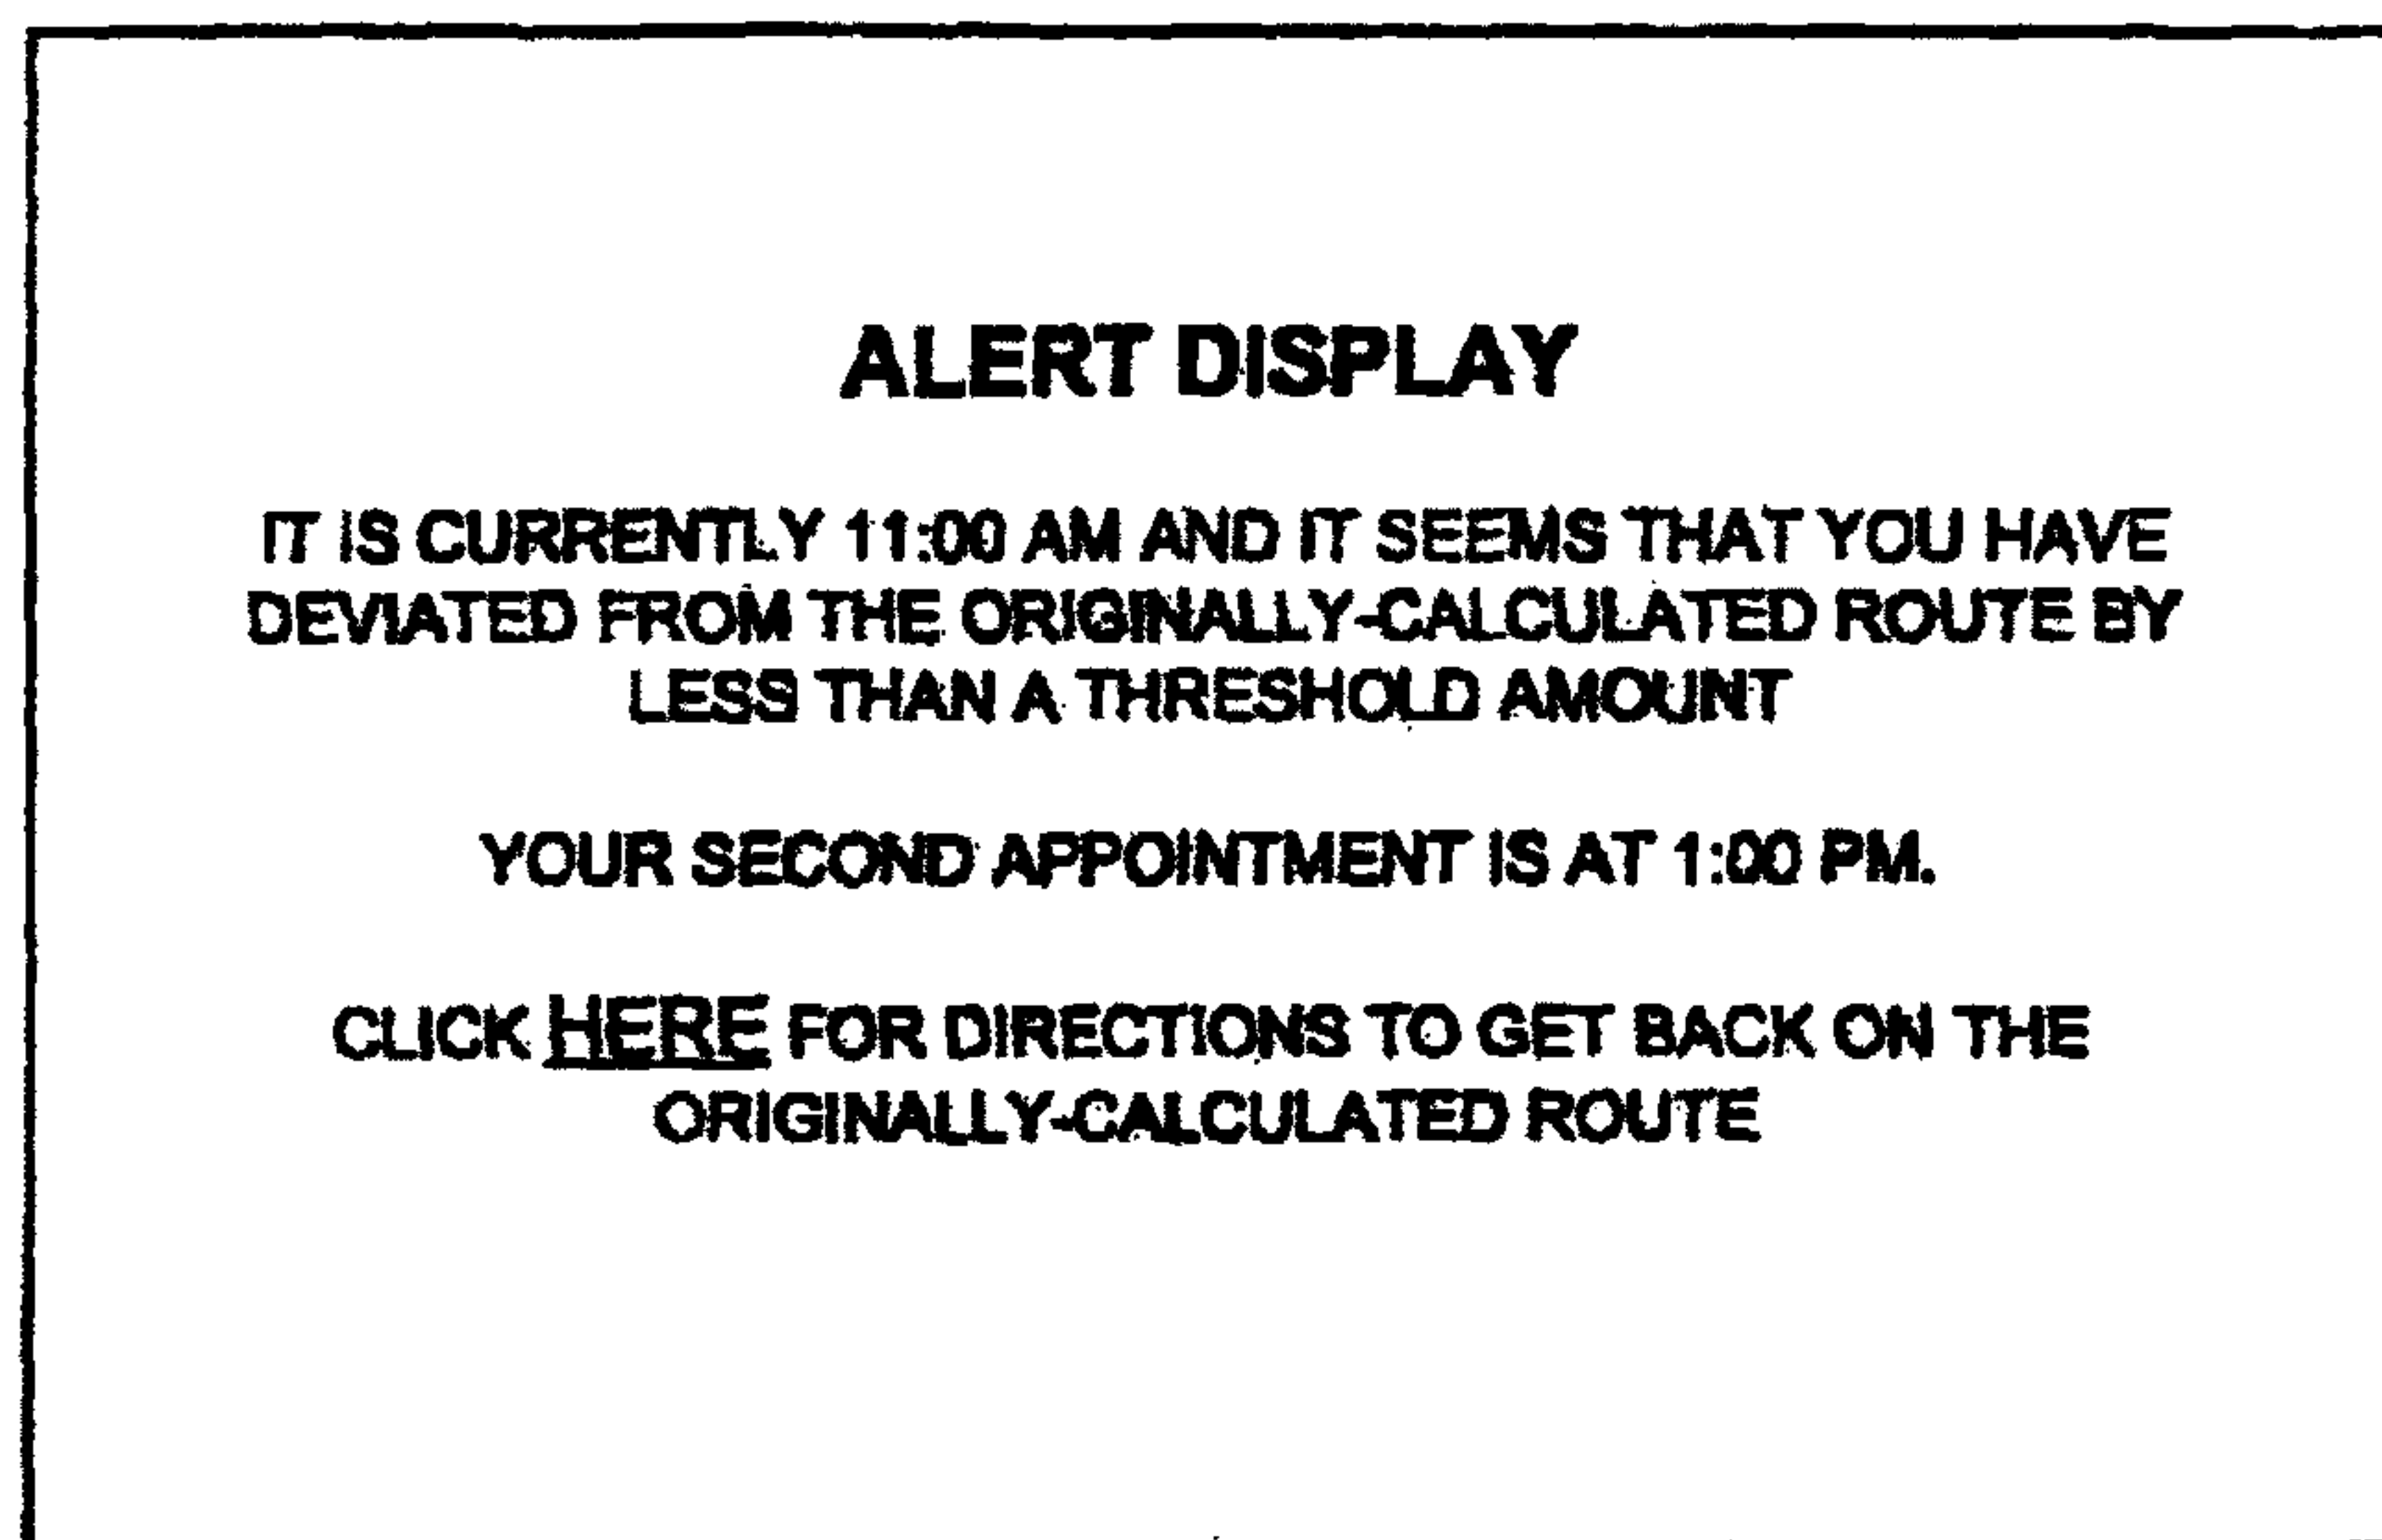 ALERT DISPLAY
IT IS CURRENTLY 11:00 AM AND IT SEEMS THAT YOU HAVE
DEVIATED FROM THE ORIGINALLY-CALCULATED ROUTE BY
LESS THAN A THRESHOLD AMOUNT
YOUR SECOND APPOINTMENT IS AT 1:00 PM.
CLICK HERE FOR DIRECTIONS TO GET BACK ON THE
ORIGINALLY-CALCULATED ROUTE